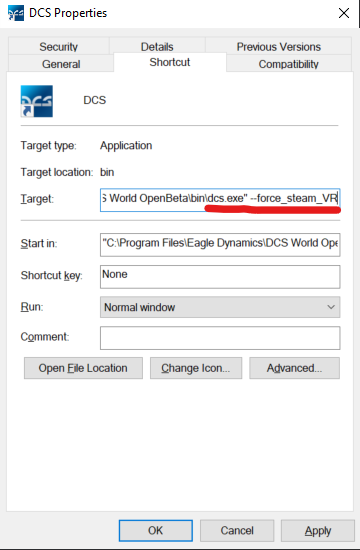 DCS Properties
Security Details Previous Versions
General Shortcut Compatibility
DCS
DCS
Target type: Application
Target location: bin
Target: S World OpenBeta\bin\dcs.exe" --force_steam_VR
Start in: "C:\Program Files\Eagle Dynamics\DCS World Ope
Shortcut key: None
Run: Normal window
Comment:
Open File Location Change Icon... Advanced...
OK Cancel Apply